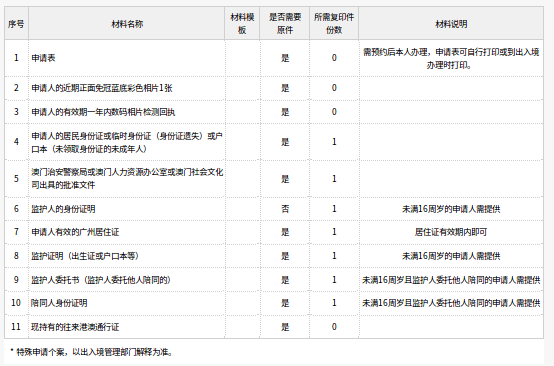 序号 材料名称 材料模板 是否需要原件 所需复印件份数 材料说明
1 申请表 是 0 需预约后本人办理，申请表可自行打印或到出入境办理时打印。
2 申请人的近期正面免冠蓝底彩色相片1张 是 0
3 申请人的有效期一年内数码相片检测回执 是 0
4 申请人的居民身份证或临时身份证（身份证遗失）或户口本（未领取身份证的未成年人） 是 1
5 澳门治安警察局或澳门人力资源办公室或澳门社会文化司出具的批准文件 是 1
6 监护人的身份证明 否 1 未满16周岁的申请人需提供
7 申请人有效的广州居住证 是 1 居住证有效期内即可
8 监护证明（出生证或户口本等） 是 1 未满16周岁的申请人需提供
9 监护人委托书（监护人委托他人陪同的） 是 1 未满16周岁且监护人委托他人陪同的申请人需提供
10 陪同人身份证明 是 1 未满16周岁且监护人委托他人陪同的申请人需提供
11 现持有的往来港澳通行证 是 0
* 特殊申请个案，以出入境管理部门解释为准。